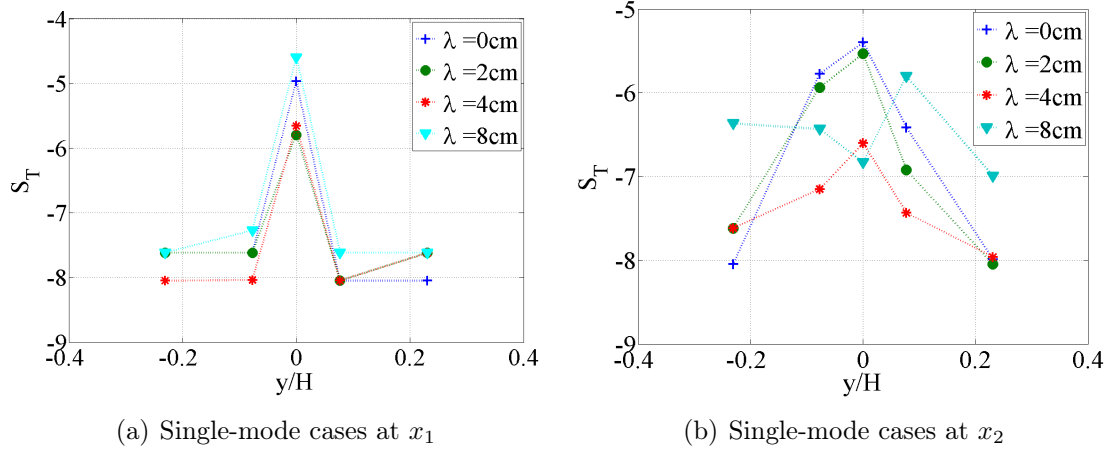 -4
-5
-6
-7
-8
-9
-0.4
-0.2
0
0.2
0.4
S_T
y/H
λ =0cm
λ =2cm
λ =4cm
λ =8cm
(a) Single-mode cases at x₁
-5
-6
-7
-8
-9
-0.4
-0.2
0
0.2
0.4
S_T
y/H
λ =0cm
λ =2cm
λ =4cm
λ =8cm
(b) Single-mode cases at x₂